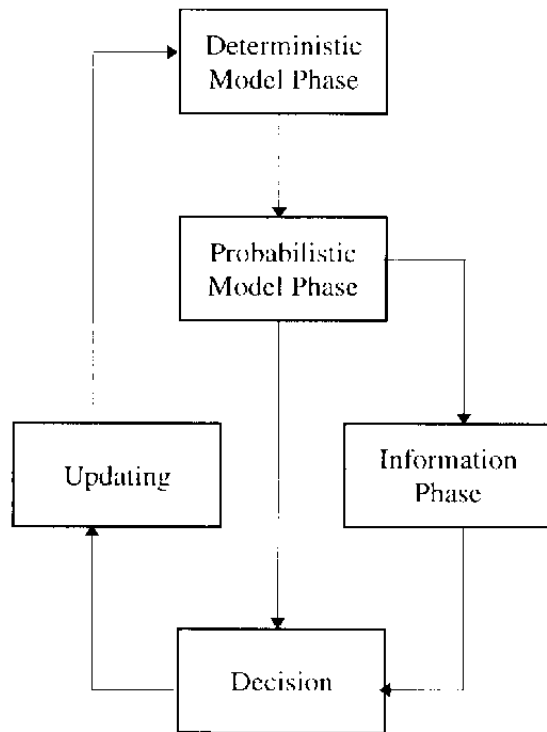 Deterministic
Model Phase
Probabilistic
Model Phase
Updating
Information
Phase
Decision